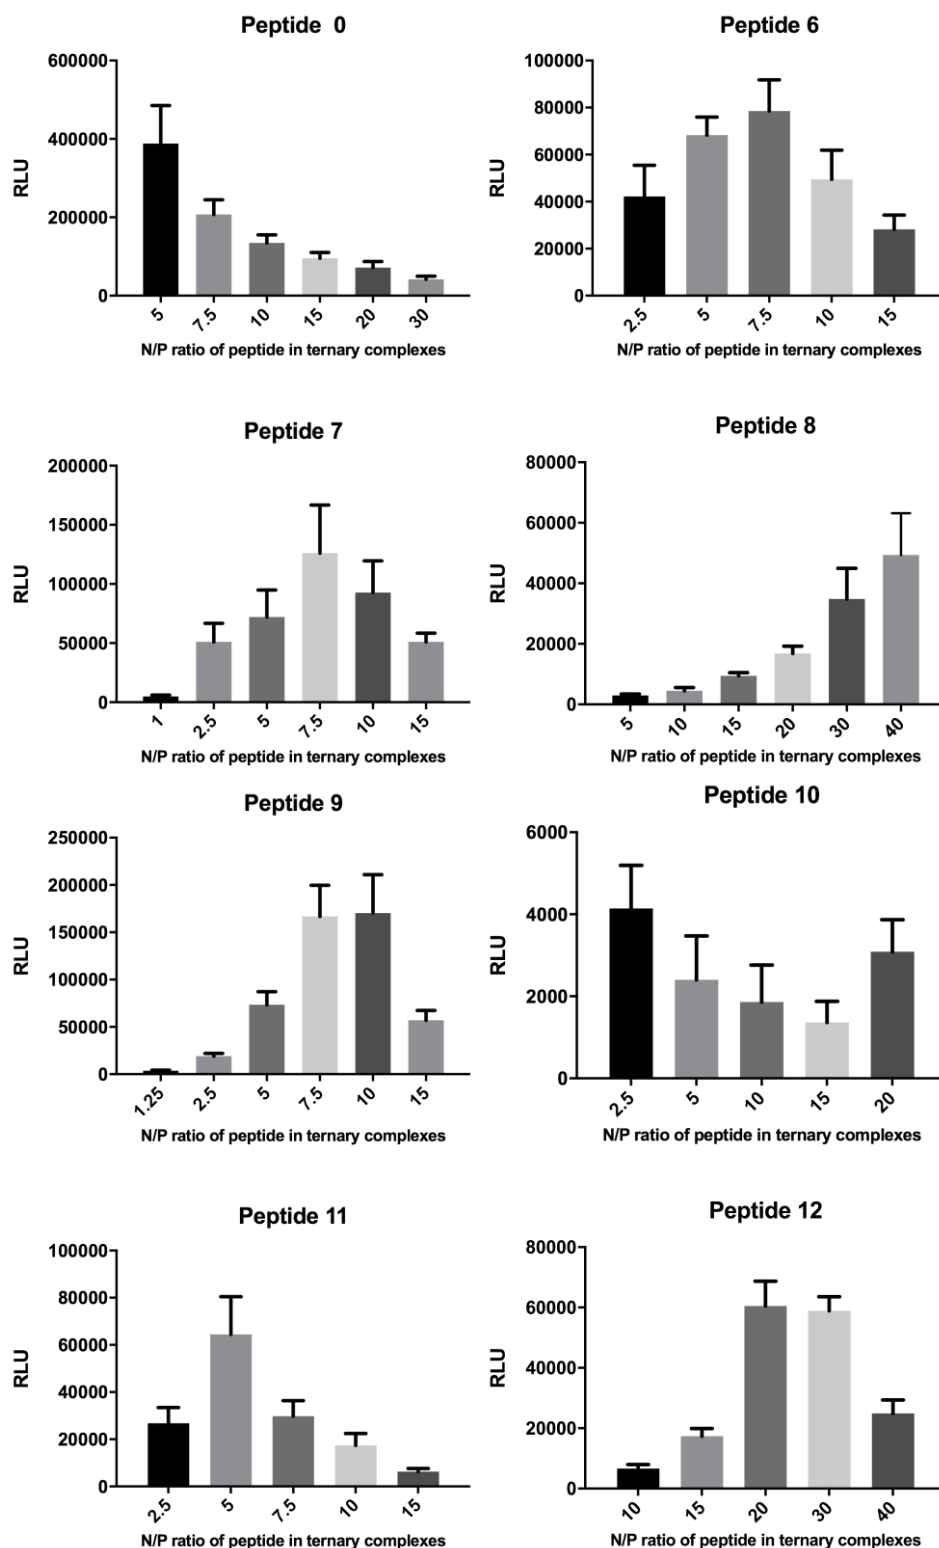 Peptide 0
600000
400000
200000
0
RLU
5 7.5 10 15 20 30
N/P ratio of peptide in ternary complexes
Peptide 6
100000
80000
60000
40000
20000
0
RLU
2.5 5 7.5 10 15
N/P ratio of peptide in ternary complexes
Peptide 7
200000
150000
100000
50000
0
RLU
1 2.5 5 7.5 10 15
N/P ratio of peptide in ternary complexes
Peptide 8
80000
60000
40000
20000
0
RLU
5 10 15 20 30 40
N/P ratio of peptide in ternary complexes
Peptide 9
250000
200000
150000
100000
50000
0
RLU
1.25 2.5 5 7.5 10 15
N/P ratio of peptide in ternary complexes
Peptide 10
6000
4000
2000
0
RLU
2.5 5 10 15 20
N/P ratio of peptide in ternary complexes
Peptide 11
100000
80000
60000
40000
20000
0
RLU
2.5 5 7.5 10 15
N/P ratio of peptide in ternary complexes
Peptide 12
80000
60000
40000
20000
0
RLU
10 15 20 30 40
N/P ratio of peptide in ternary complexes